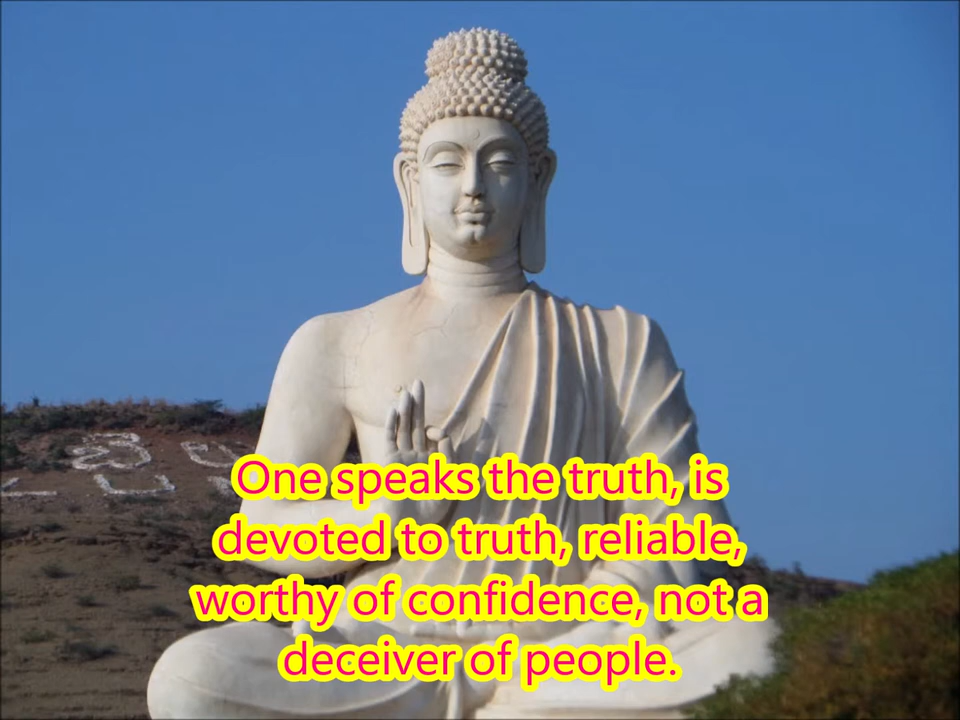 One speaks the truth, is
devoted to truth, reliable,
worthy of confidence, not a
deceiver of people.